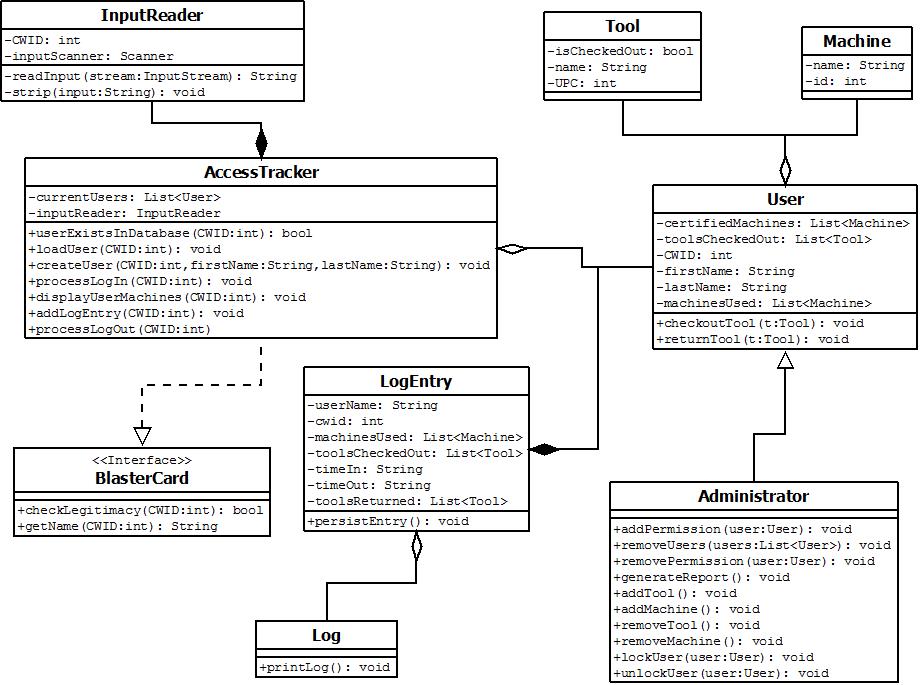 InputReader
-CWID: int
-inputScanner: Scanner
-readInput(stream:InputStream): String
-strip(input:String): void
Tool
-isCheckedOut: bool
-name: String
-UPC: int
Machine
-name: String
-id: int
AccessTracker
-currentUsers: List<User>
-inputReader: InputReader
+userExistsInDatabase(CWID:int): bool
+loadUser(CWID:int): void
+createUser(CWID:int,firstName:String,lastName:String): void
+processLogIn(CWID:int): void
+displayUserMachines(CWID:int): void
+addLogEntry(CWID:int): void
+processLogOut(CWID:int)
User
-certifiedMachines: List<Machine>
-toolsCheckedOut: List<Tool>
-CWID: int
-firstName: String
-lastName: String
-machinesUsed: List<Machine>
+checkoutTool(t:Tool): void
+returnTool(t:Tool): void
LogEntry
-userName: String
-cwid: int
-machinesUsed: List<Machine>
-toolsCheckedOut: List<Tool>
-timeIn: String
-timeOut: String
-toolsReturned: List<Tool>
+persistEntry(): void
<<Interface>>
BlasterCard
+checkLegitimacy(CWID:int): bool
+getName(CWID:int): String
Administrator
+addPermission(user:User): void
+removeUsers(users:List<User>): void
+removePermission(user:User): void
+generateReport(): void
+addTool(): void
+addMachine(): void
+removeTool(): void
+removeMachine(): void
+lockUser(user:User): void
+unlockUser(user:User): void
Log
+printLog(): void